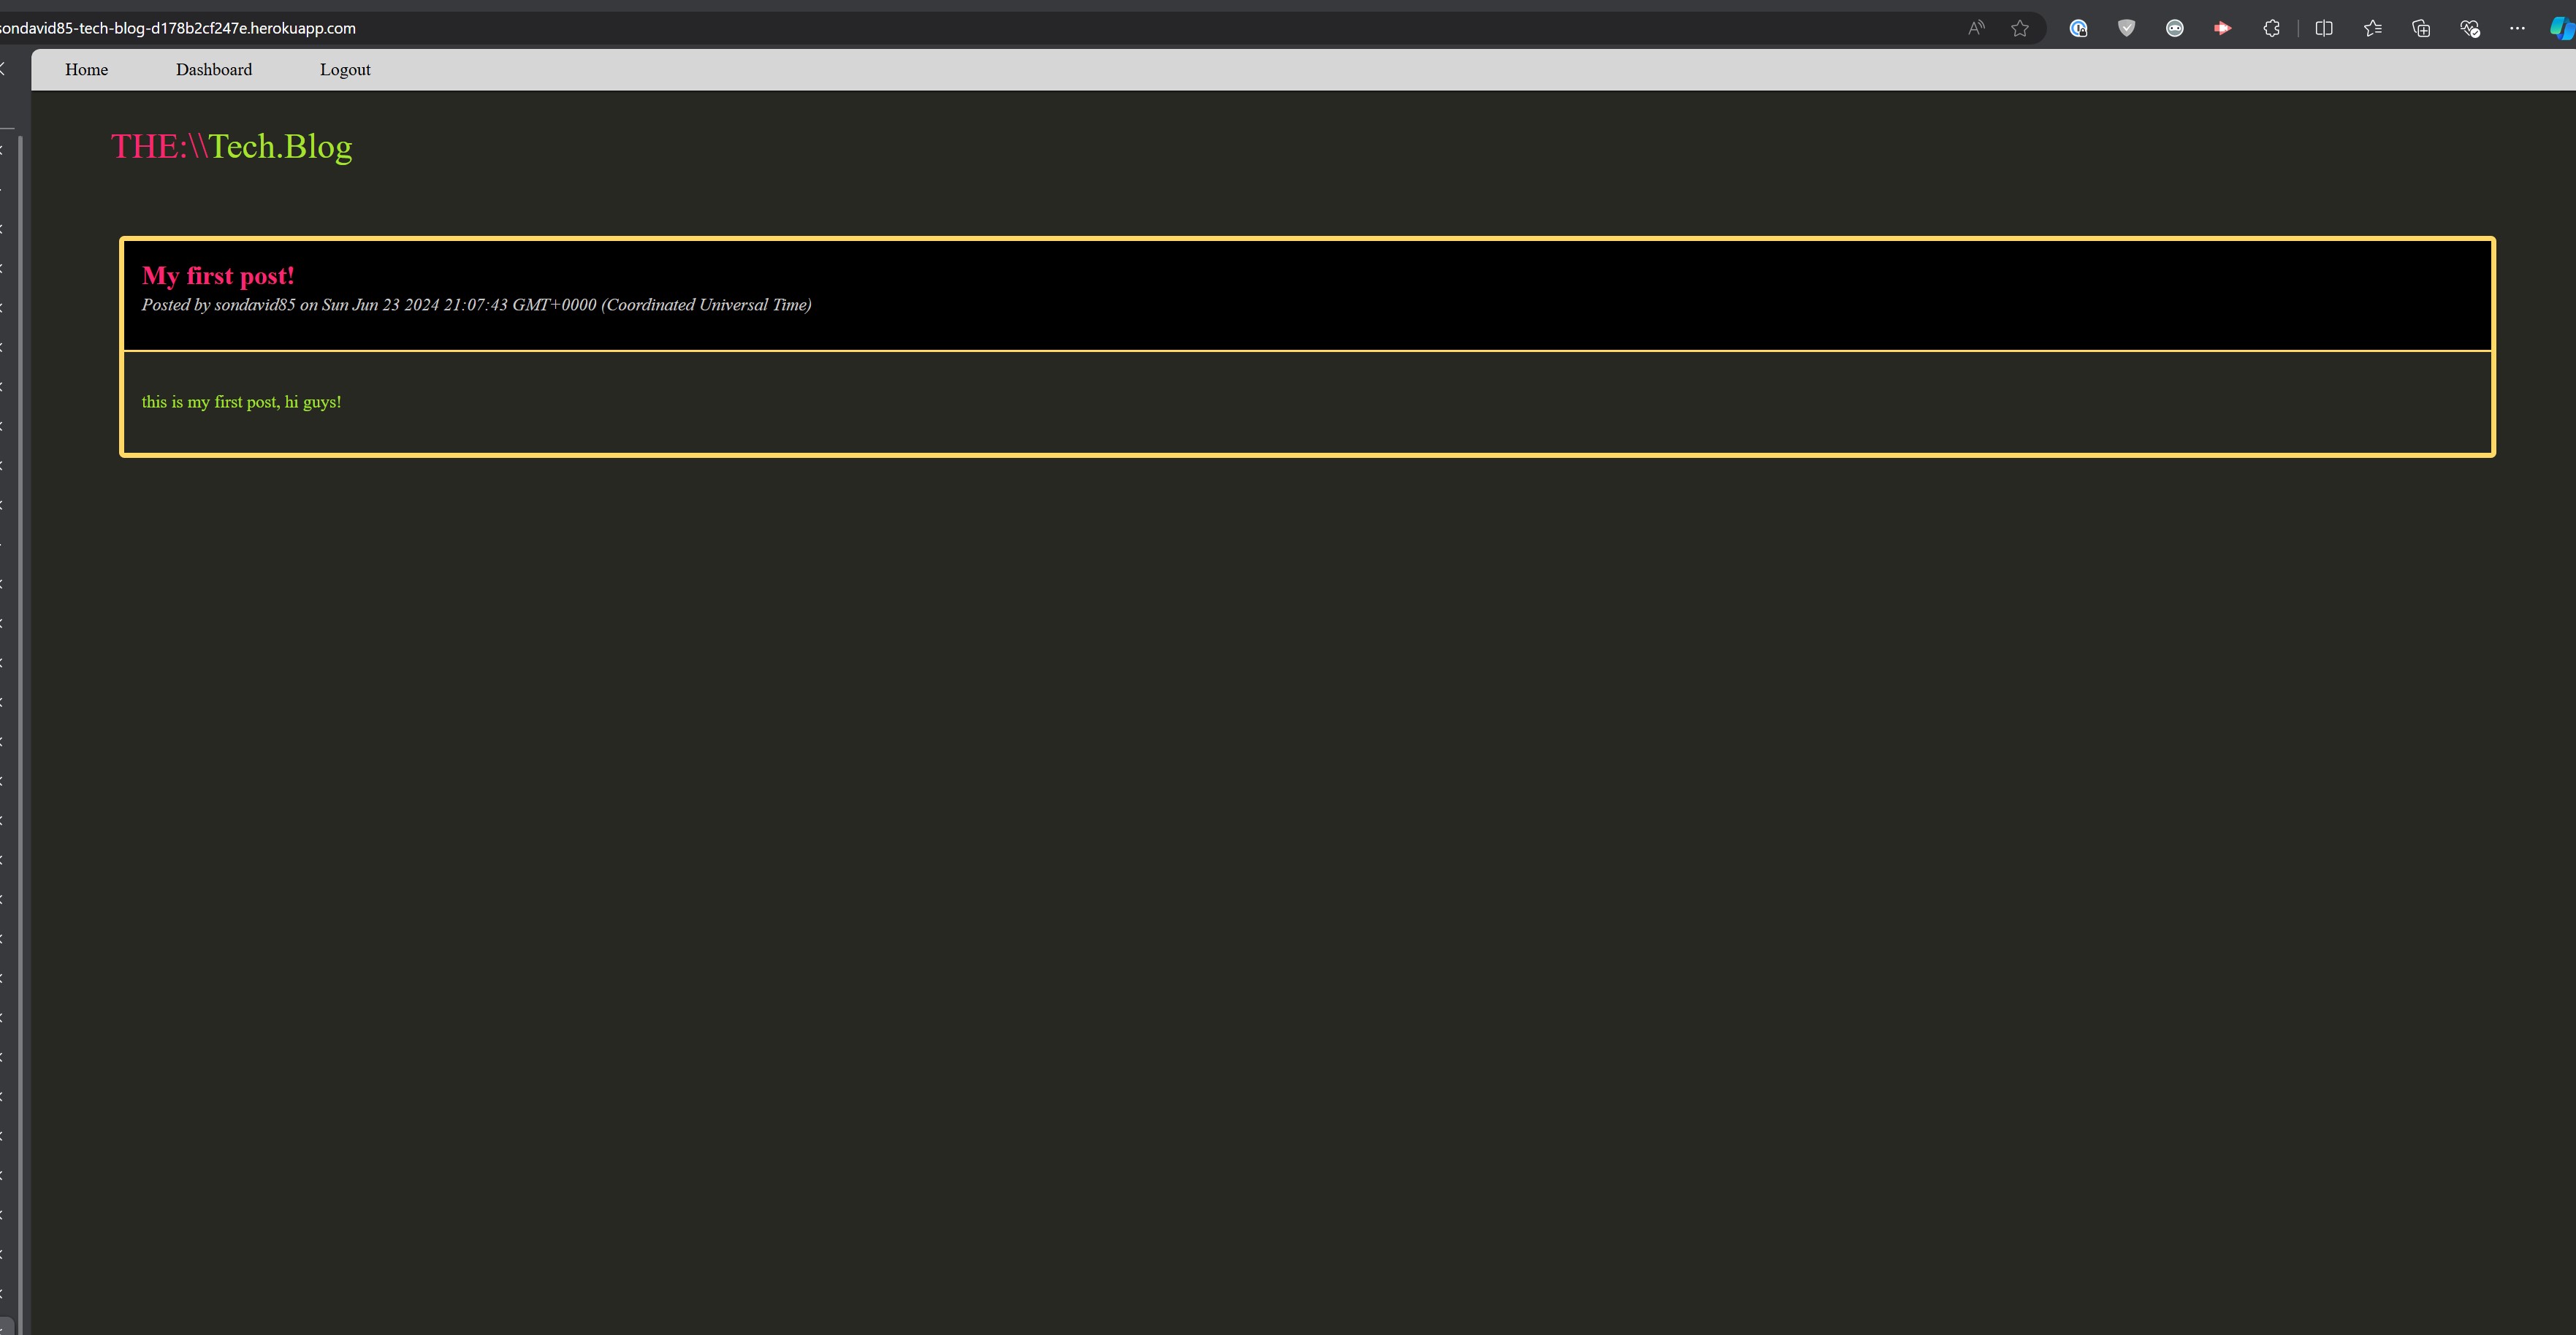 sondavid85-tech-blog-d178b2cf247e.herokuapp.com
Home Dashboard Logout
THE:\\Tech.Blog
My first post!
Posted by sondavid85 on Sun Jun 23 2024 21:07:43 GMT+0000 (Coordinated Universal Time)
this is my first post, hi guys!